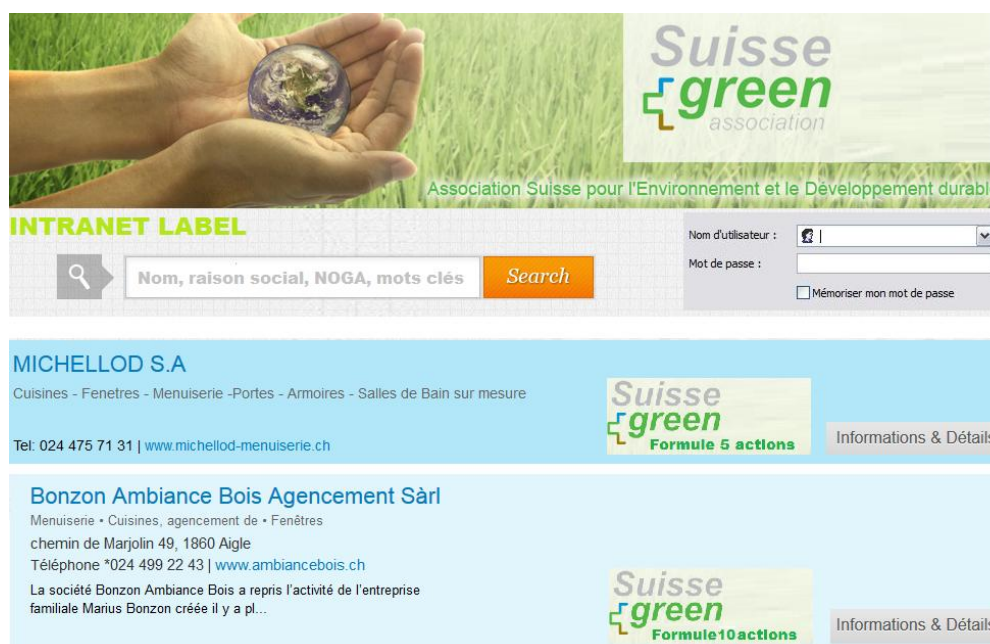 Suisse
green
association
Association Suisse pour l'Environnement et le Développement durabl
INTRANET LABEL
Nom, raison social, NOGA, mots clés
Search
Nom d'utilisateur :
Mot de passe :
Mémoriser mon mot de passe
MICHELLOD S.A
Cuisines - Fenetres - Menuiserie -Portes - Armoires - Salles de Bain sur mesure
Tel: 024 475 71 31 | www.michellod-menuiserie.ch
Suisse
green
Formule 5 actions
Informations & Détails
Bonzon Ambiance Bois Agencement Sàrl
Menuiserie • Cuisines, agencement de • Fenêtres
chemin de Marjolin 49, 1860 Aigle
Téléphone *024 499 22 43 | www.ambiancebois.ch
La société Bonzon Ambiance Bois a repris l'activité de l'entreprise
familiale Marius Bonzon créée il y a pl...
Suisse
green
Formule10actions
Informations & Détails